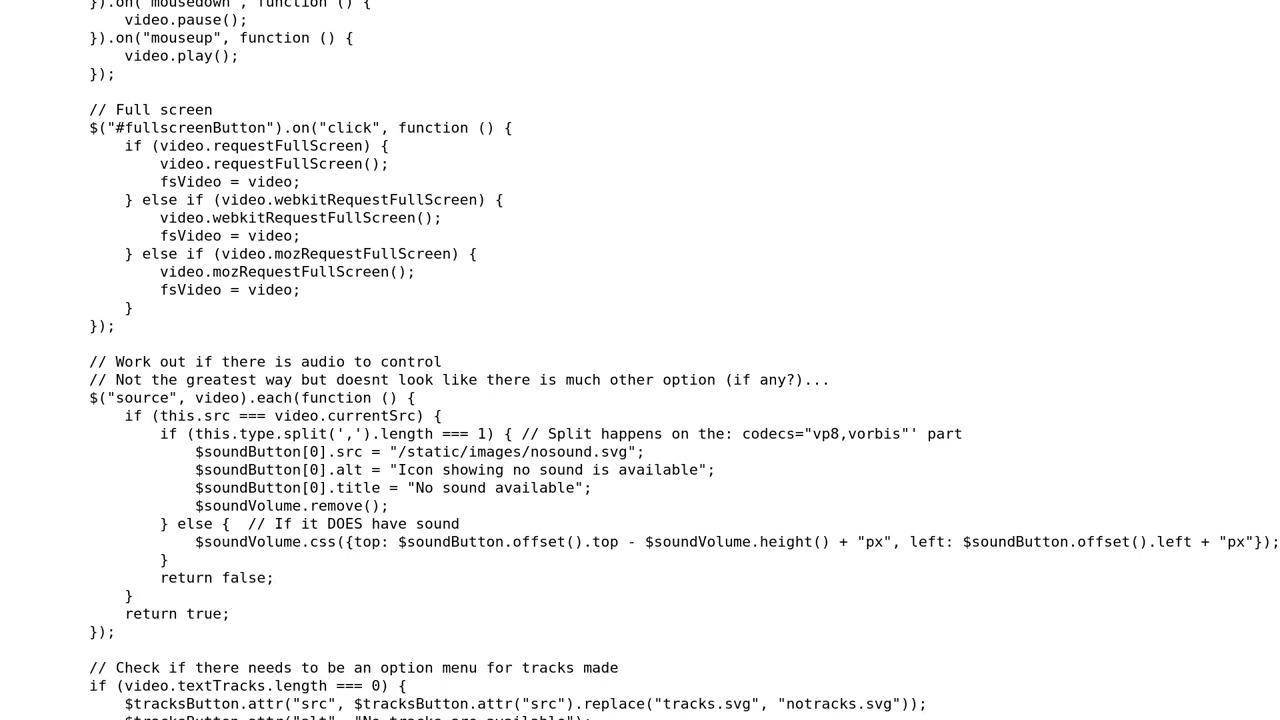 }).on("mousedown", function () {
video.pause();
}).on("mouseup", function () {
video.play();
});
// Full screen
$("#fullscreenButton").on("click", function () {
if (video.requestFullScreen) {
video.requestFullScreen();
fsVideo = video;
} else if (video.webkitRequestFullScreen) {
video.webkitRequestFullScreen();
fsVideo = video;
} else if (video.mozRequestFullScreen) {
video.mozRequestFullScreen();
fsVideo = video;
}
});
// Work out if there is audio to control
// Not the greatest way but doesnt look like there is much other option (if any?)...
$("source", video).each(function () {
if (this.src === video.currentSrc) {
if (this.type.split(',').length === 1) { // Split happens on the: codecs="vp8,vorbis"' part
$soundButton[0].src = "/static/images/nosound.svg";
$soundButton[0].alt = "Icon showing no sound is available";
$soundButton[0].title = "No sound available";
$soundVolume.remove();
} else {  // If it DOES have sound
$soundVolume.css({top: $soundButton.offset().top - $soundVolume.height() + "px", left: $soundButton.offset().left + "px"});
}
return false;
}
return true;
});
// Check if there needs to be an option menu for tracks made
if (video.textTracks.length === 0) {
$tracksButton.attr("src", $tracksButton.attr("src").replace("tracks.svg", "notracks.svg"));
$tracksButton.attr("alt", "No tracks are available");